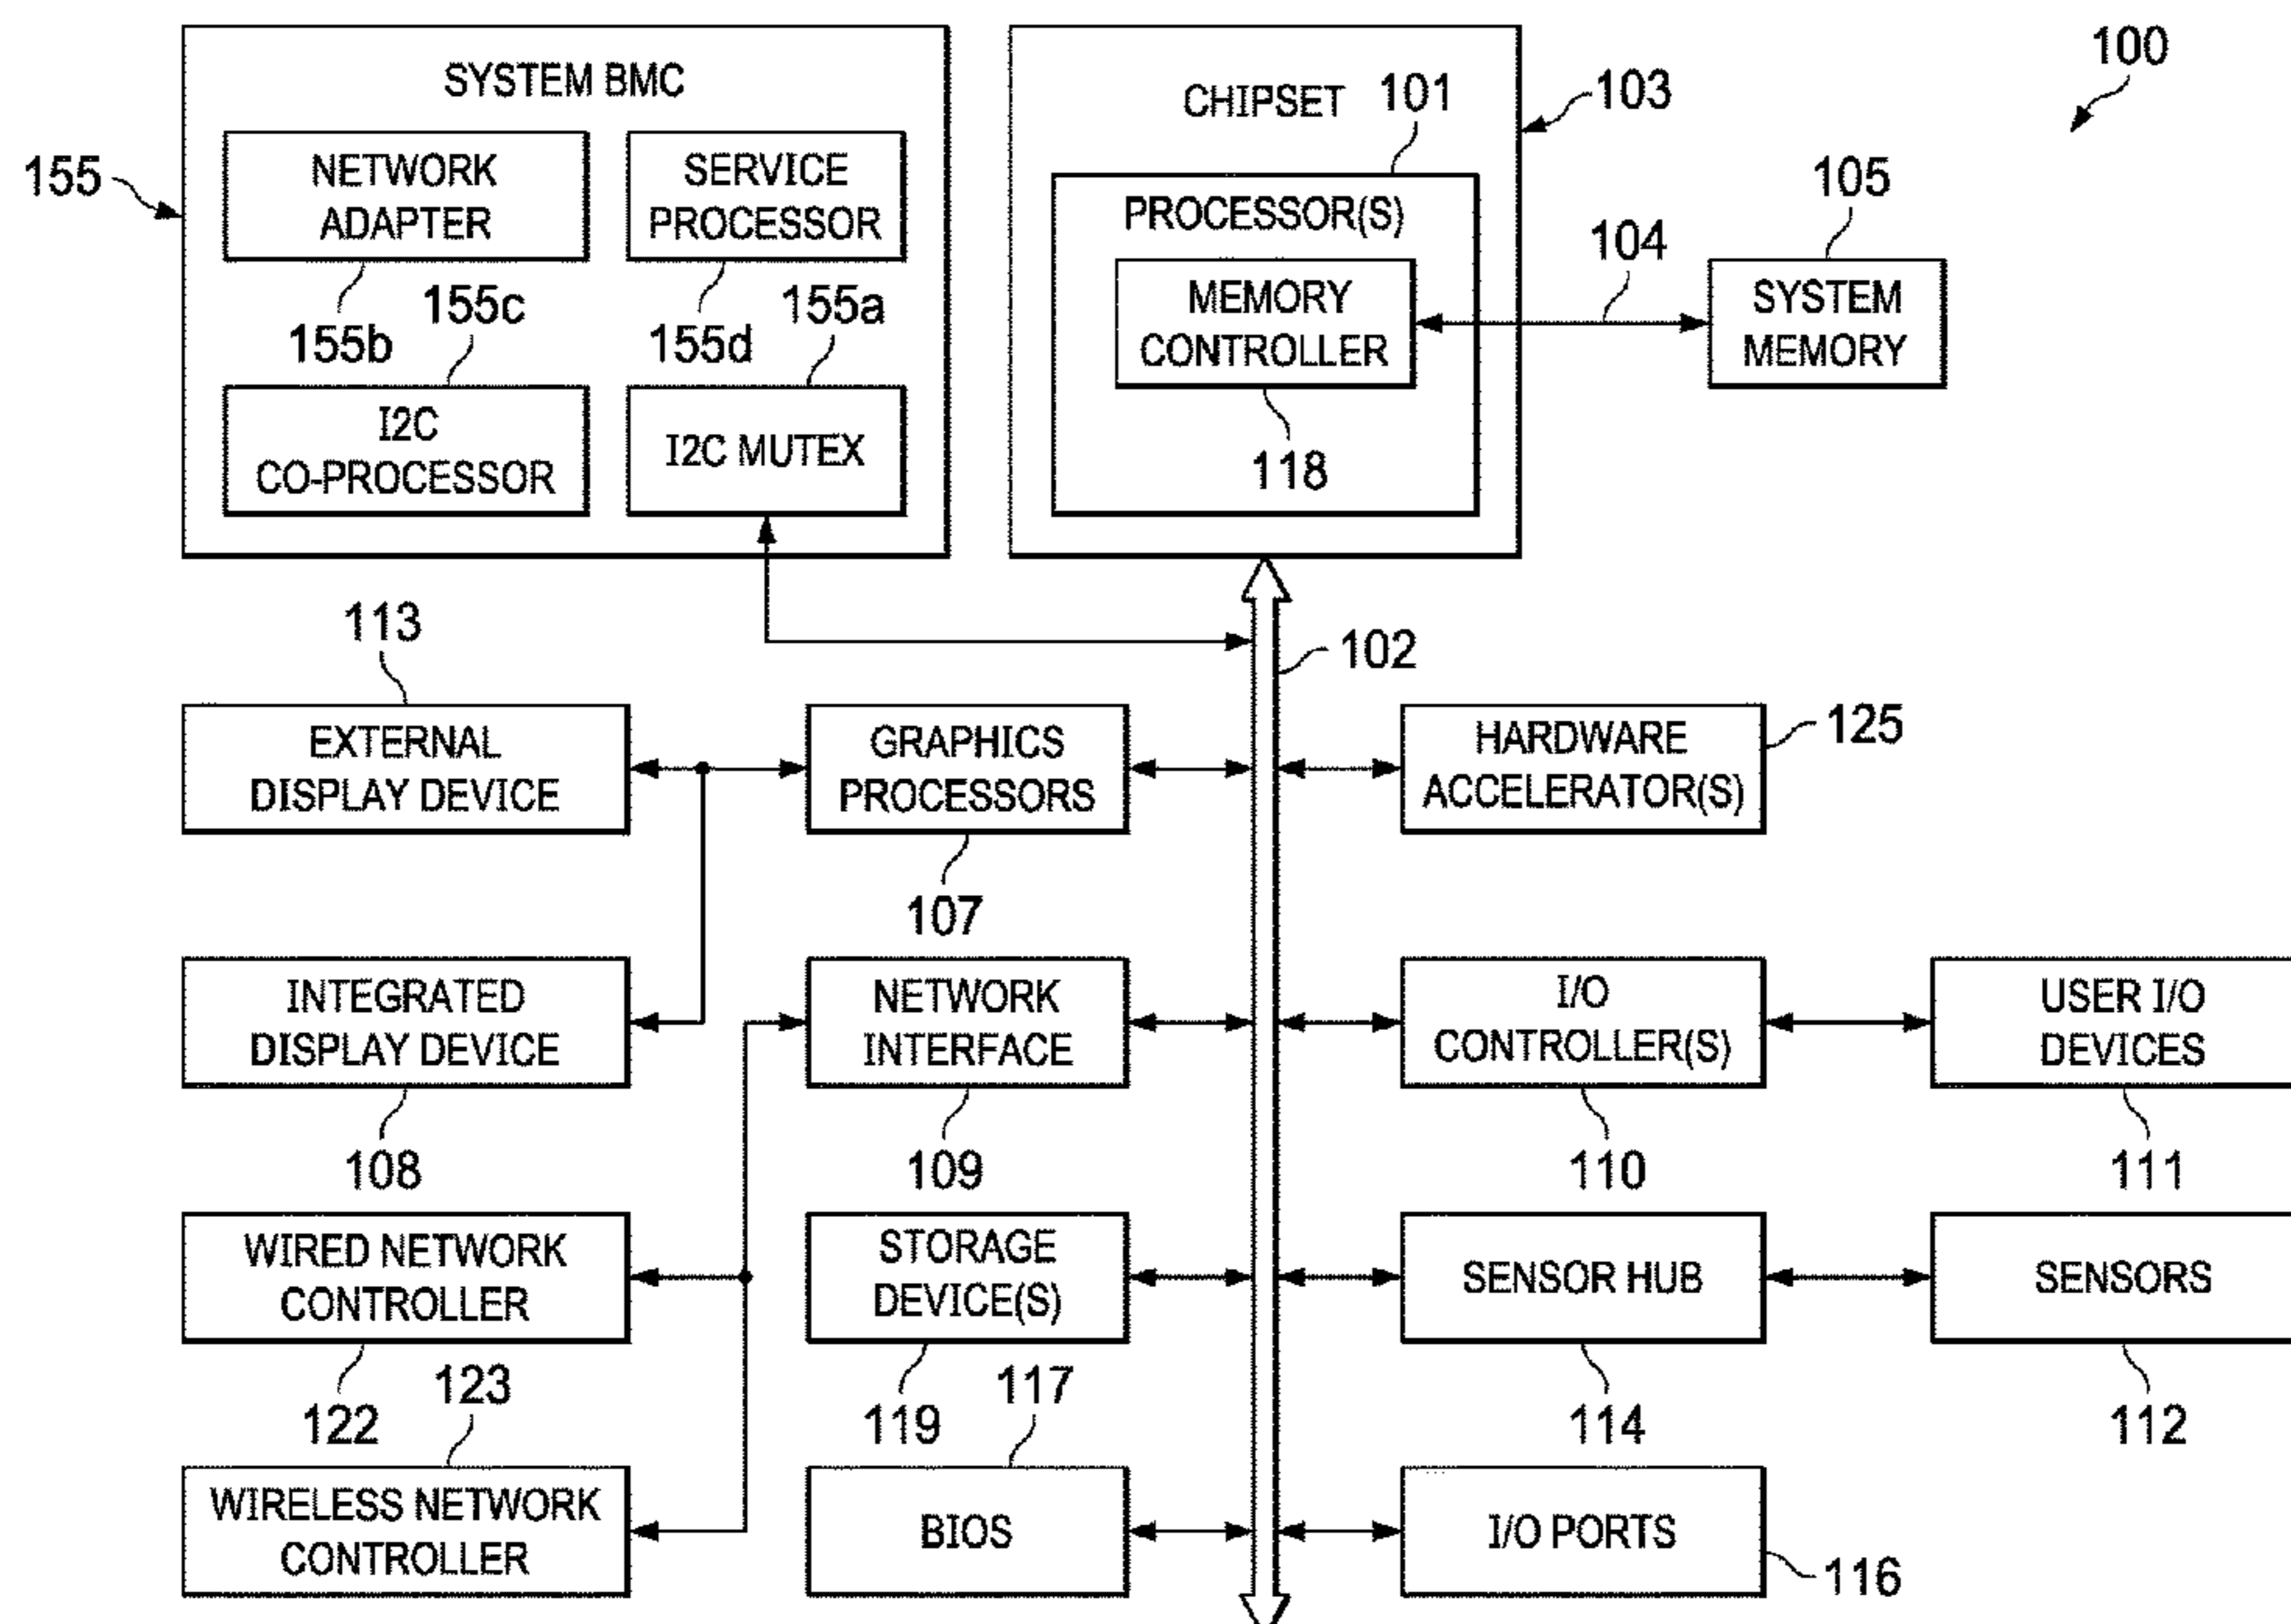 100
SYSTEM BMC
155
NETWORK
ADAPTER
155b
SERVICE
PROCESSOR
155d
155c
I2C
CO-PROCESSOR
155a
I2C MUTEX
CHIPSET
103
101
PROCESSOR(S)
MEMORY
CONTROLLER
118
104
105
SYSTEM
MEMORY
102
113
EXTERNAL
DISPLAY DEVICE
GRAPHICS
PROCESSORS
107
HARDWARE
ACCELERATOR(S)
125
INTEGRATED
DISPLAY DEVICE
108
NETWORK
INTERFACE
109
I/O
CONTROLLER(S)
110
USER I/O
DEVICES
111
WIRED NETWORK
CONTROLLER
122
STORAGE
DEVICE(S)
119
SENSOR HUB
114
SENSORS
112
123
WIRELESS NETWORK
CONTROLLER
117
BIOS
I/O PORTS
116